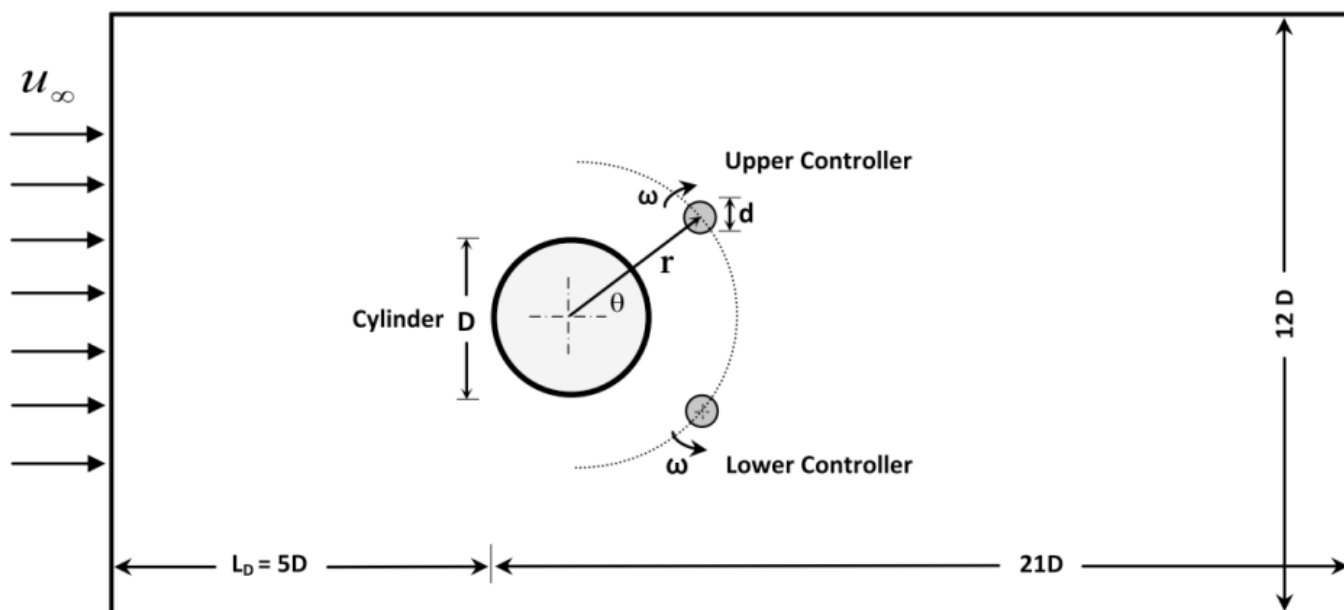 u∞
Upper Controller
ω
d
r
θ
Cylinder D
12 D
ω
Lower Controller
L_D = 5D
21D